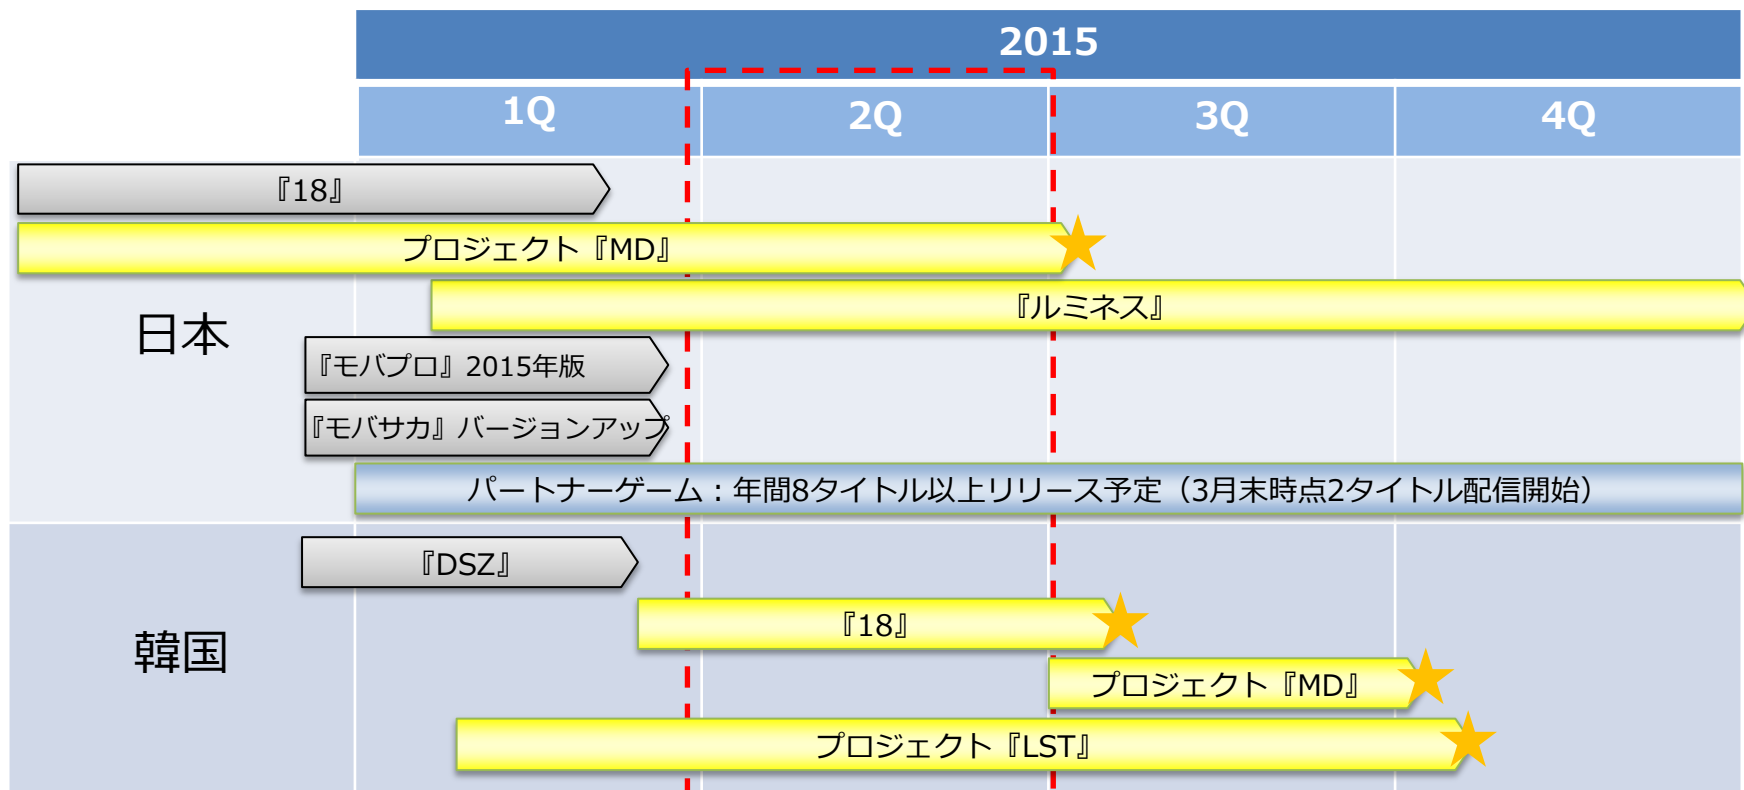 2015
1Q
2Q
3Q
4Q
日本
『18』
プロジェクト『MD』
『ルミネス』
『モバプロ』2015年版
『モバサカ』バージョンアップ
パートナーゲーム：年間8タイトル以上リリース予定（3月末時点2タイトル配信開始）
韓国
『DSZ』
『18』
プロジェクト『MD』
プロジェクト『LST』